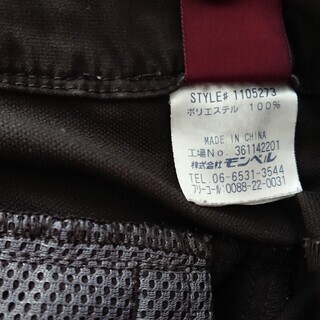 STYLE# 1105273
ポリエステル 100%
MADE IN CHINA
工場No. 361142201
株式会社モンベル
TEL 06-6531-3544
フリーコール 0088-22-0031